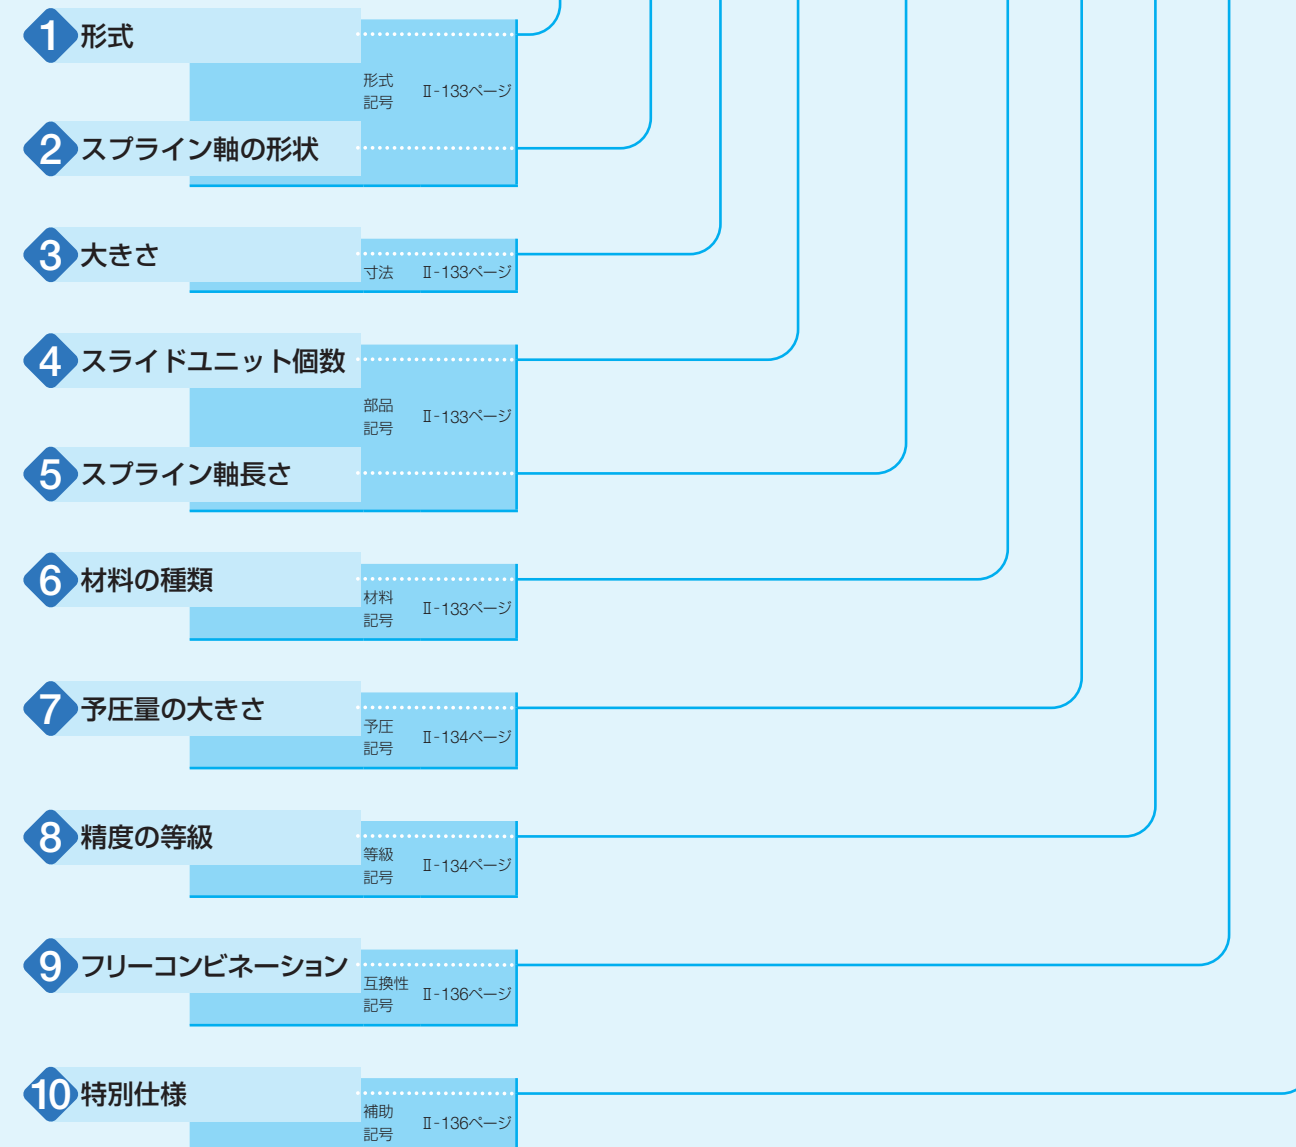 1 形式
形式
記号 Ⅱ-133ページ
2 スプライン軸の形状
3 大きさ
寸法 Ⅱ-133ページ
4 スライドユニット個数
部品
記号 Ⅱ-133ページ
5 スプライン軸長さ
6 材料の種類
材料
記号 Ⅱ-133ページ
7 予圧量の大きさ
予圧
記号 Ⅱ-134ページ
8 精度の等級
等級
記号 Ⅱ-134ページ
9 フリーコンビネーション
互換性
記号 Ⅱ-136ページ
10 特別仕様
補助
記号 Ⅱ-136ページ